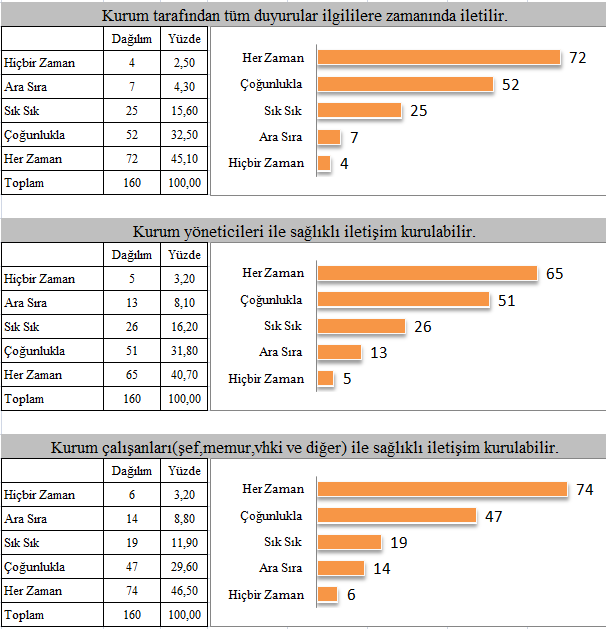 Kurum tarafından tüm duyurular ilgililere zamanında iletilir.
Dağılım Yüzde
Hiçbir Zaman 4 2,50
Ara Sıra 7 4,30
Sık Sık 25 15,60
Çoğunlukla 52 32,50
Her Zaman 72 45,10
Toplam 160 100,00
Her Zaman 72
Çoğunlukla 52
Sık Sık 25
Ara Sıra 7
Hiçbir Zaman 4
Kurum yöneticileri ile sağlıklı iletişim kurulabilir.
Dağılım Yüzde
Hiçbir Zaman 5 3,20
Ara Sıra 13 8,10
Sık Sık 26 16,20
Çoğunlukla 51 31,80
Her Zaman 65 40,70
Toplam 160 100,00
Her Zaman 65
Çoğunlukla 51
Sık Sık 26
Ara Sıra 13
Hiçbir Zaman 5
Kurum çalışanları(şef,memur,vhki ve diğer) ile sağlıklı iletişim kurulabilir.
Dağılım Yüzde
Hiçbir Zaman 6 3,20
Ara Sıra 14 8,80
Sık Sık 19 11,90
Çoğunlukla 47 29,60
Her Zaman 74 46,50
Toplam 160 100,00
Her Zaman 74
Çoğunlukla 47
Sık Sık 19
Ara Sıra 14
Hiçbir Zaman 6